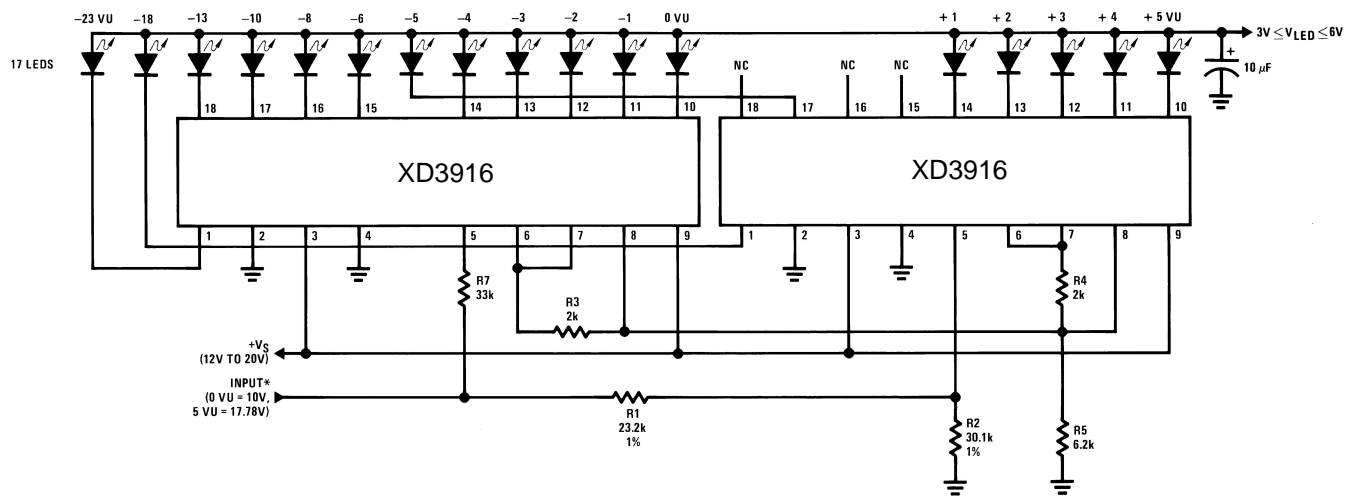 −23 VU −18 −13 −10 −8 −6 −5 −4 −3 −2 −1 0 VU + 1 + 2 + 3 + 4 + 5 VU
3V ≤VLED ≤6V
17 LEDS
NC NC NC
+
10 μF
18 17 16 15 14 13 12 11 10 18 17 16 15 14 13 12 11 10
XD3916 XD3916
1 2 3 4 5 6 7 8 9 1 2 3 4 5 6 7 8 9
R7
33k
R3
2k
R4
2k
+VS
(12V TO 20V)
INPUT*
(0 VU = 10V,
5 VU = 17.78V)
R1
23.2k
1%
R2
30.1k
1%
R5
6.2k